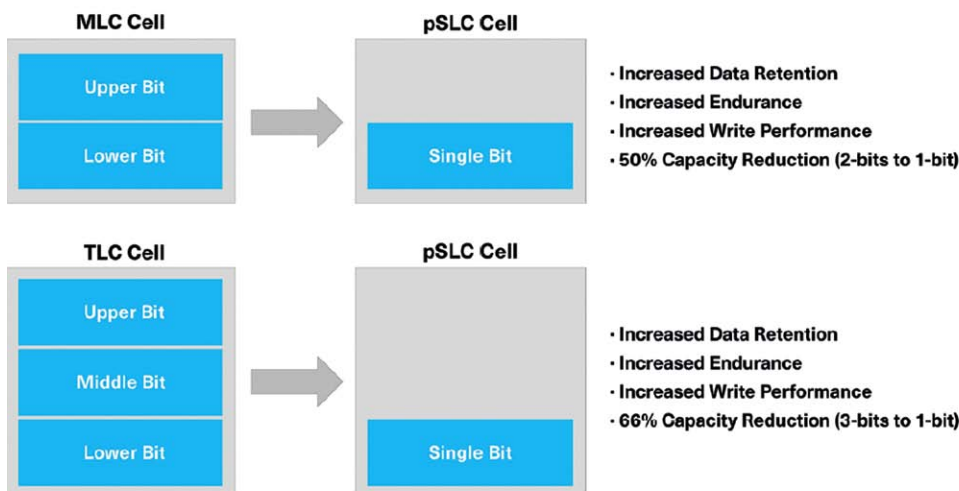 MLC Cell
pSLC Cell
Upper Bit
Lower Bit
Single Bit
· Increased Data Retention
· Increased Endurance
· Increased Write Performance
· 50% Capacity Reduction (2-bits to 1-bit)
TLC Cell
pSLC Cell
Upper Bit
Middle Bit
Lower Bit
Single Bit
· Increased Data Retention
· Increased Endurance
· Increased Write Performance
· 66% Capacity Reduction (3-bits to 1-bit)